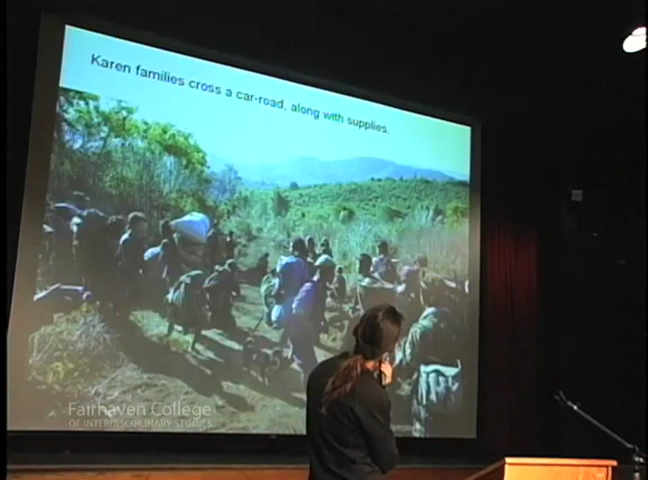 Karen families cross a car-road, along with supplies.
Fairhaven College
OF INTERDISCIPLINARY STUDIES